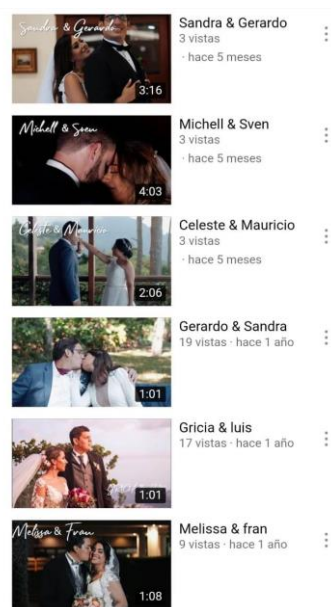 Sandra & Gerardo
3:16
Sandra & Gerardo
3 vistas
· hace 5 meses
Michell & Sven
4:03
Michell & Sven
3 vistas
· hace 5 meses
Celeste & Mauricio
2:06
Celeste & Mauricio
3 vistas
· hace 5 meses
1:01
Gerardo & Sandra
19 vistas · hace 1 año
1:01
Gricia & luis
17 vistas · hace 1 año
Melissa & Fran
1:08
Melissa & fran
9 vistas · hace 1 año